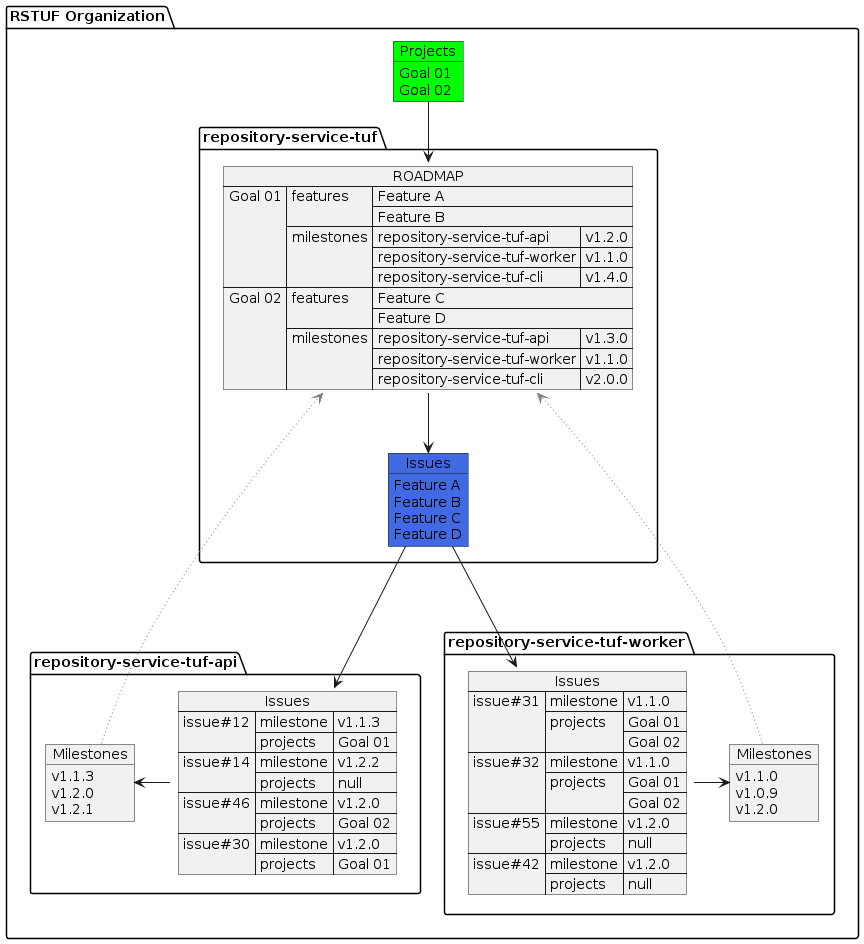 RSTUF Organization
Projects
Goal 01
Goal 02
repository-service-tuf
ROADMAP
Goal 01 features Feature A
Feature B
milestones repository-service-tuf-api v1.2.0
repository-service-tuf-worker v1.1.0
repository-service-tuf-cli v1.4.0
Goal 02 features Feature C
Feature D
milestones repository-service-tuf-api v1.3.0
repository-service-tuf-worker v1.1.0
repository-service-tuf-cli v2.0.0
Issues
Feature A
Feature B
Feature C
Feature D
repository-service-tuf-api
Milestones
v1.1.3
v1.2.0
v1.2.1
Issues
issue#12 milestone v1.1.3
projects Goal 01
issue#14 milestone v1.2.2
projects null
issue#46 milestone v1.2.0
projects Goal 02
issue#30 milestone v1.2.0
projects Goal 01
repository-service-tuf-worker
Issues
issue#31 milestone v1.1.0
projects Goal 01
Goal 02
issue#32 milestone v1.1.0
projects Goal 01
Goal 02
issue#55 milestone v1.2.0
projects null
issue#42 milestone v1.2.0
projects null
Milestones
v1.1.0
v1.0.9
v1.2.0